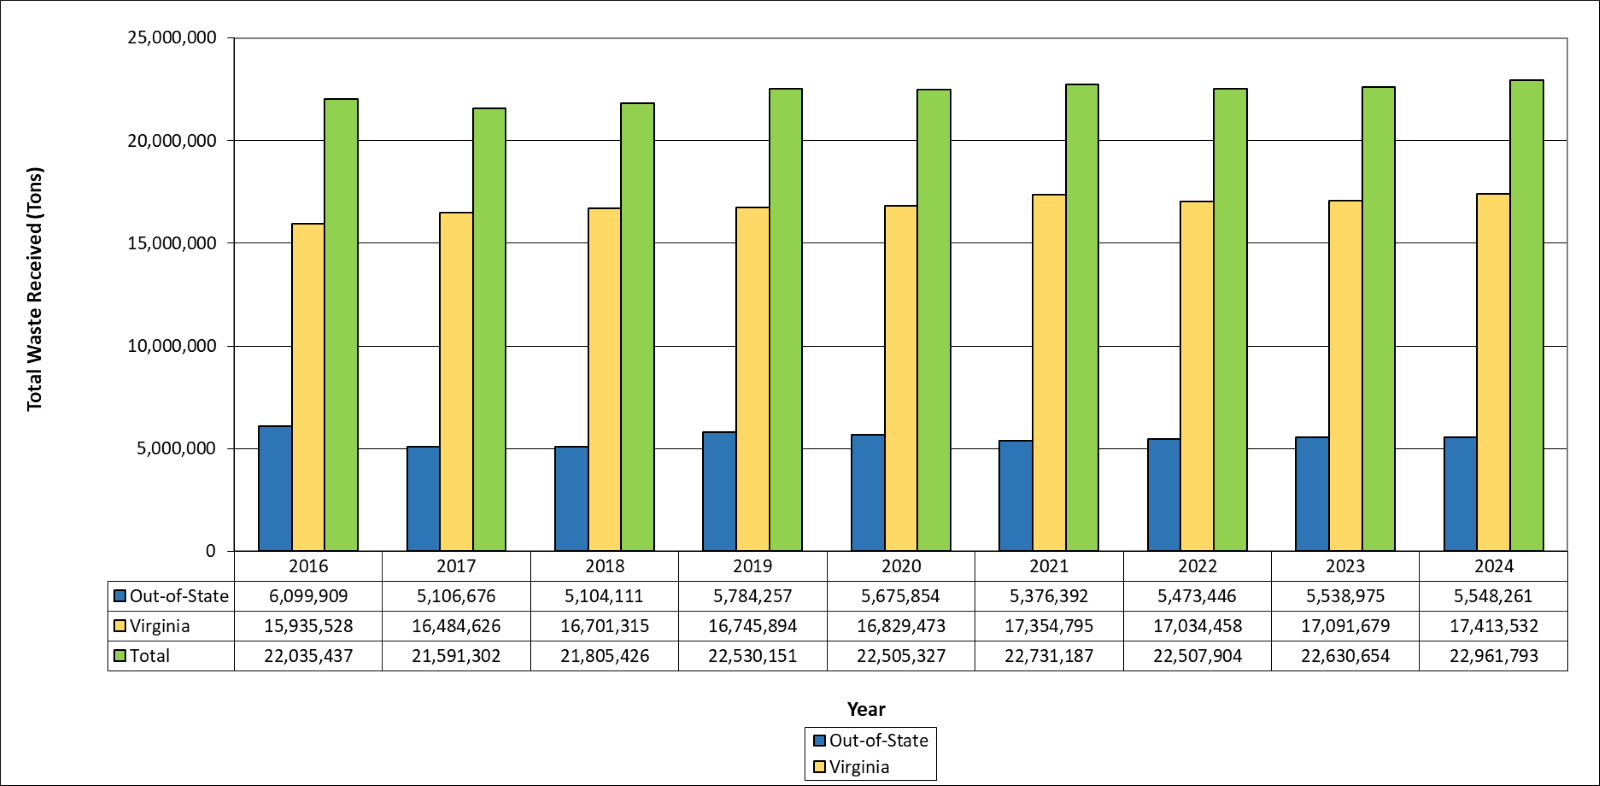 25,000,000
20,000,000
15,000,000
10,000,000
5,000,000
0
Total Waste Received (Tons)
2016 2017 2018 2019 2020 2021 2022 2023 2024
Out-of-State 6,099,909 5,106,676 5,104,111 5,784,257 5,675,854 5,376,392 5,473,446 5,538,975 5,548,261
Virginia 15,935,528 16,484,626 16,701,315 16,745,894 16,829,473 17,354,795 17,034,458 17,091,679 17,413,532
Total 22,035,437 21,591,302 21,805,426 22,530,151 22,505,327 22,731,187 22,507,904 22,630,654 22,961,793
Year
Out-of-State
Virginia